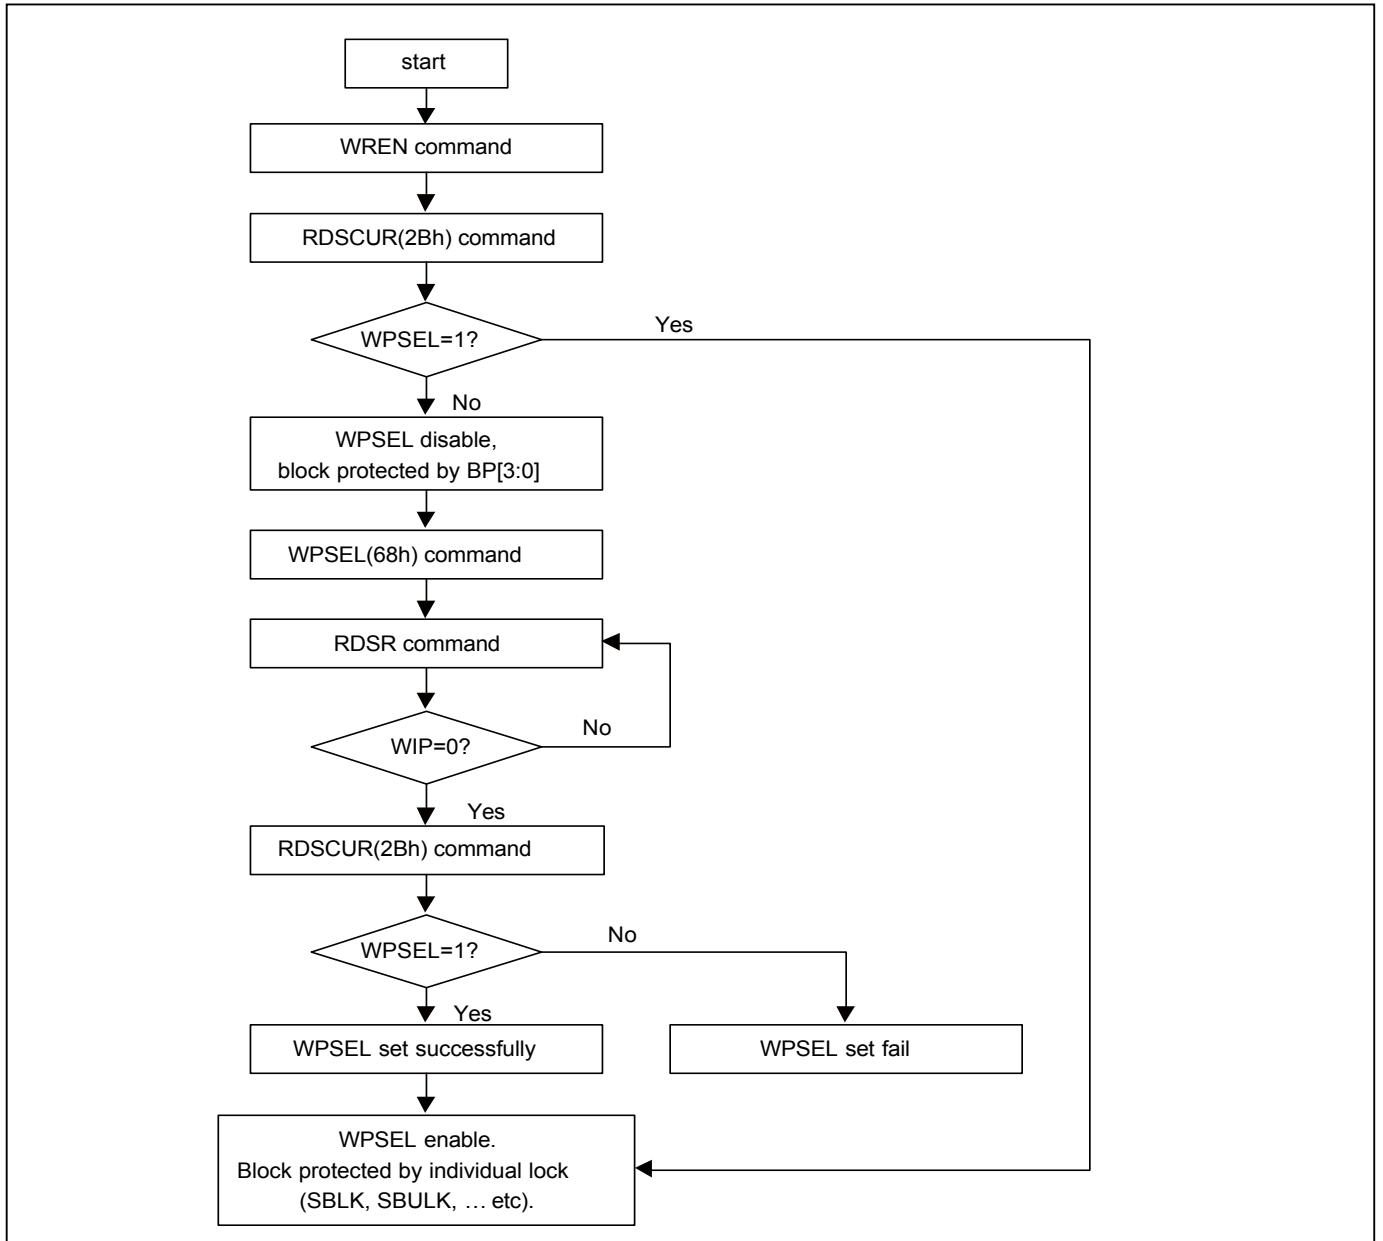 start
WREN command
RDSCUR(2Bh) command
WPSEL=1?
Yes
No
WPSEL disable,
block protected by BP[3:0]
WPSEL(68h) command
RDSR command
WIP=0?
No
Yes
RDSCUR(2Bh) command
WPSEL=1?
No
Yes
WPSEL set successfully
WPSEL set fail
WPSEL enable.
Block protected by individual lock
(SBLK, SBULK, … etc).